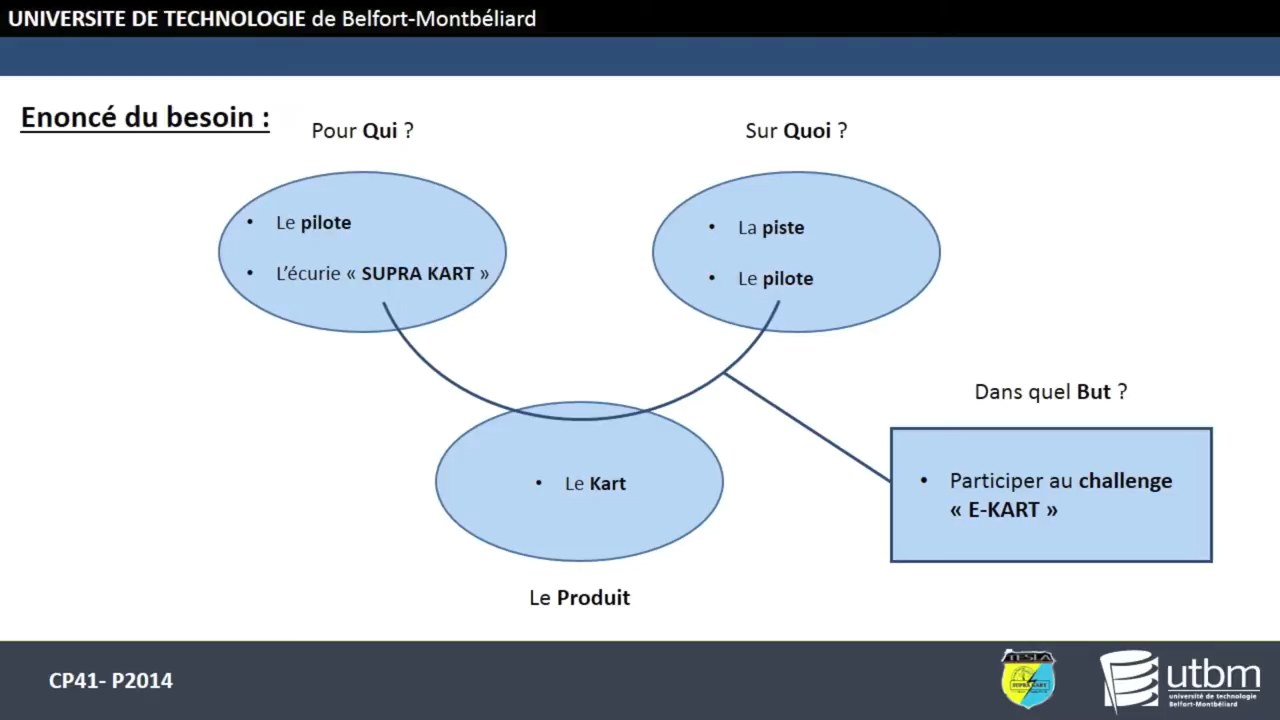 UNIVERSITE DE TECHNOLOGIE de Belfort-Montbéliard
Enoncé du besoin :
Pour Qui ?
Sur Quoi ?
• Le pilote
• L’écurie « SUPRA KART »
• La piste
• Le pilote
Dans quel But ?
• Participer au challenge
« E-KART »
• Le Kart
Le Produit
CP41- P2014
SUPRA KART
utbm
université de technologie
Belfort-Montbéliard